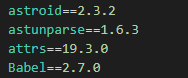 astroid==2.3.2
astunparse==1.6.3
attrs==19.3.0
Babel==2.7.0